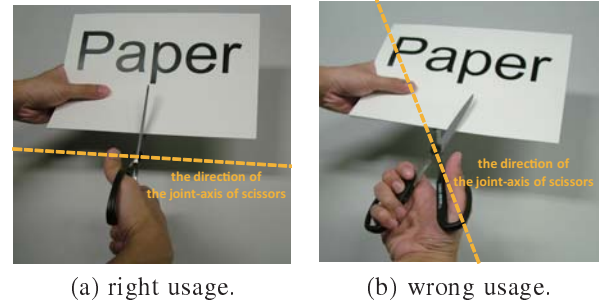 Paper
the direction of
the joint-axis of scissors
(a) right usage.
Paper
the direction of
the joint-axis of scissors
(b) wrong usage.